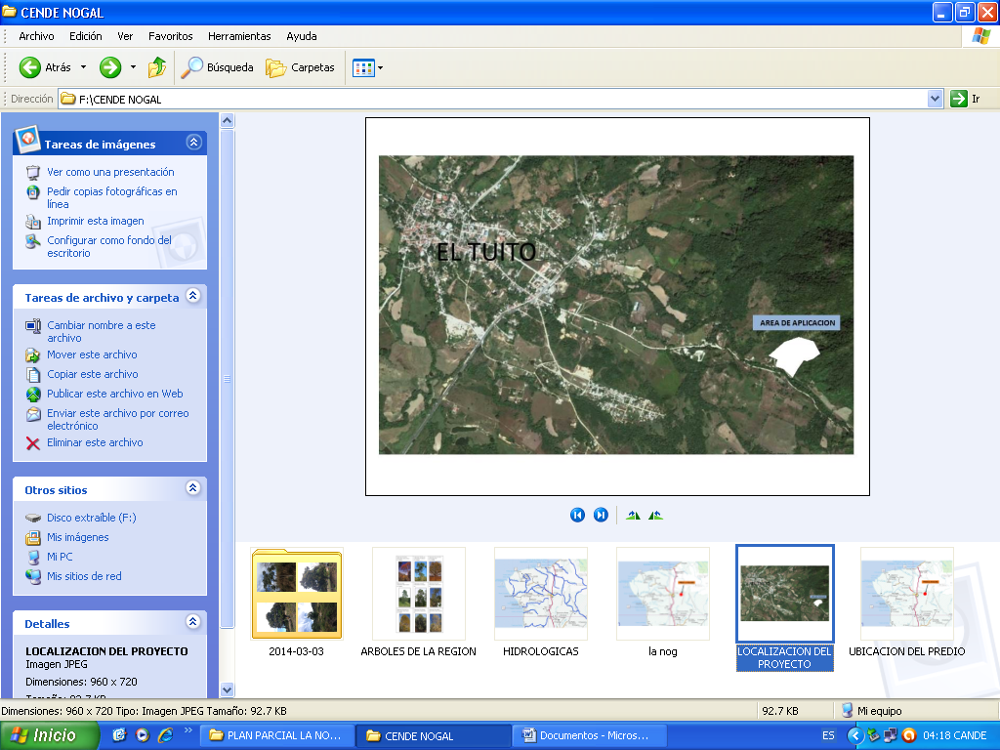 CENDE NOGAL
Archivo Edición Ver Favoritos Herramientas Ayuda
Atrás Búsqueda Carpetas
Dirección F:\CENDE NOGAL Ir
Tareas de imágenes
Ver como una presentación
Pedir copias fotográficas en
línea
Imprimir esta imagen
Configurar como fondo del
escritorio
Tareas de archivo y carpeta
Cambiar nombre a este
archivo
Mover este archivo
Copiar este archivo
Publicar este archivo en Web
Enviar este archivo por correo
electrónico
Eliminar este archivo
Otros sitios
Disco extraíble (F:)
Mis imágenes
Mi PC
Mis sitios de red
Detalles
LOCALIZACION DEL PROYECTO
Imagen JPEG
Dimensiones: 960 x 720
Tamaño: 92.7 KB
EL TUITO
AREA DE APLICACION
2014-03-03
ARBOLES DE LA REGION
HIDROLOGICAS
la nog
LOCALIZACION DEL
PROYECTO
UBICACION DEL PREDIO
Dimensiones: 960 x 720 Tipo: Imagen JPEG Tamaño: 92.7 KB 92.7 KB Mi equipo
Inicio » PLAN PARCIAL LA NO... CENDE NOGAL Documentos - Micros... ES 04:18 CANDE